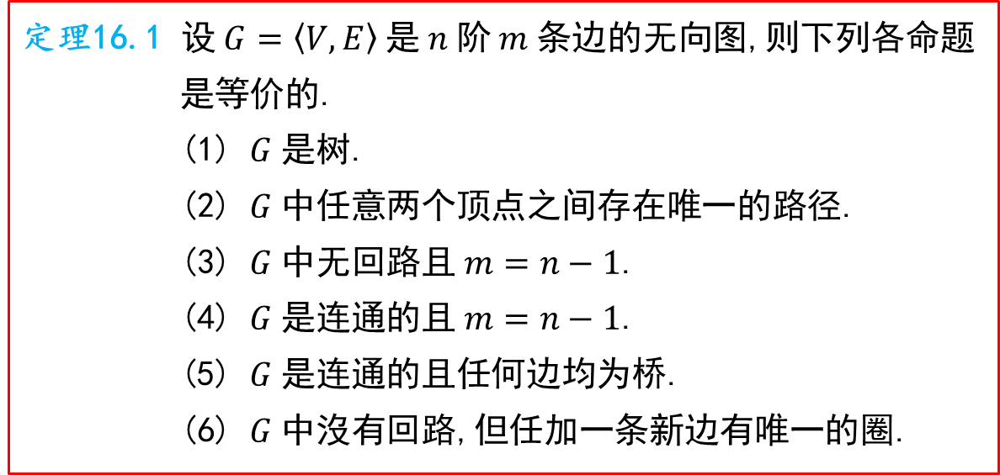 定理16.1 设 G = ⟨V, E⟩ 是 n 阶 m 条边的无向图, 则下列各命题
是等价的.
(1) G 是树.
(2) G 中任意两个顶点之间存在唯一的路径.
(3) G 中无回路且 m = n − 1.
(4) G 是连通的且 m = n − 1.
(5) G 是连通的且任何边均为桥.
(6) G 中沒有回路, 但任加一条新边有唯一的圈.